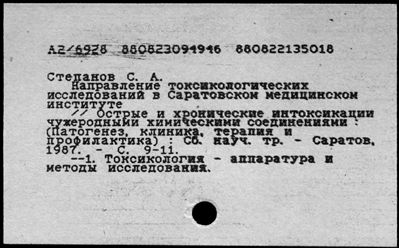 А2/6928 880823094946 880822135018
Степанов С. А.
Направление токсикологических
исследований в Саратовском медицинском
институте
// Острые и хронические интоксикации
чужеродными химическими соединениями :
(Патогенез, клиника, терапия и
профилактика) : Сб. науч. тр. - Саратов,
1987. - С. 9-11.
--1. Токсикология - аппаратура и
методы исследования.